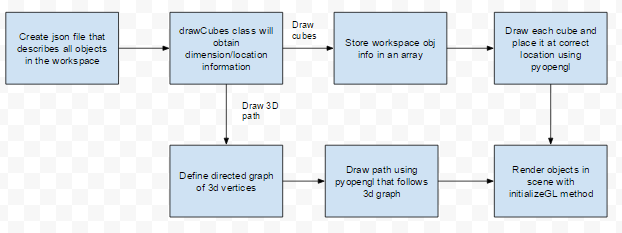 Create json file that
describes all objects
in the workspace
drawCubes class will
obtain
dimension/location
information
Draw
cubes
Store workspace obj
info in an array
Draw each cube and
place it at correct
location using
pyopengl
Draw 3D
path
Define directed graph
of 3d vertices
Draw path using
pyopengl that follows
3d graph
Render objects in
scene with
initializeGL method